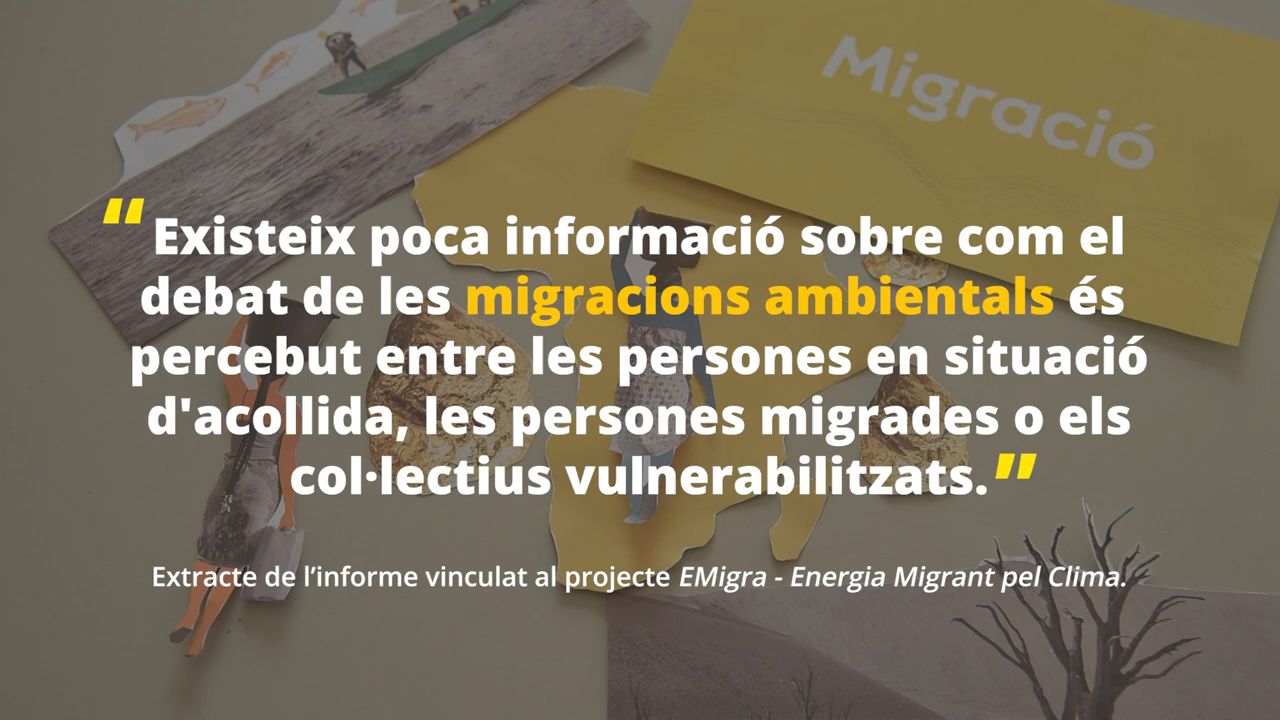 Migració
“Existeix poca informació sobre com el
debat de les migracions ambientals és
percebut entre les persones en situació
d'acollida, les persones migrades o els
col·lectius vulnerabilitzats.”
Extracte de l’informe vinculat al projecte EMigra - Energia Migrant pel Clima.